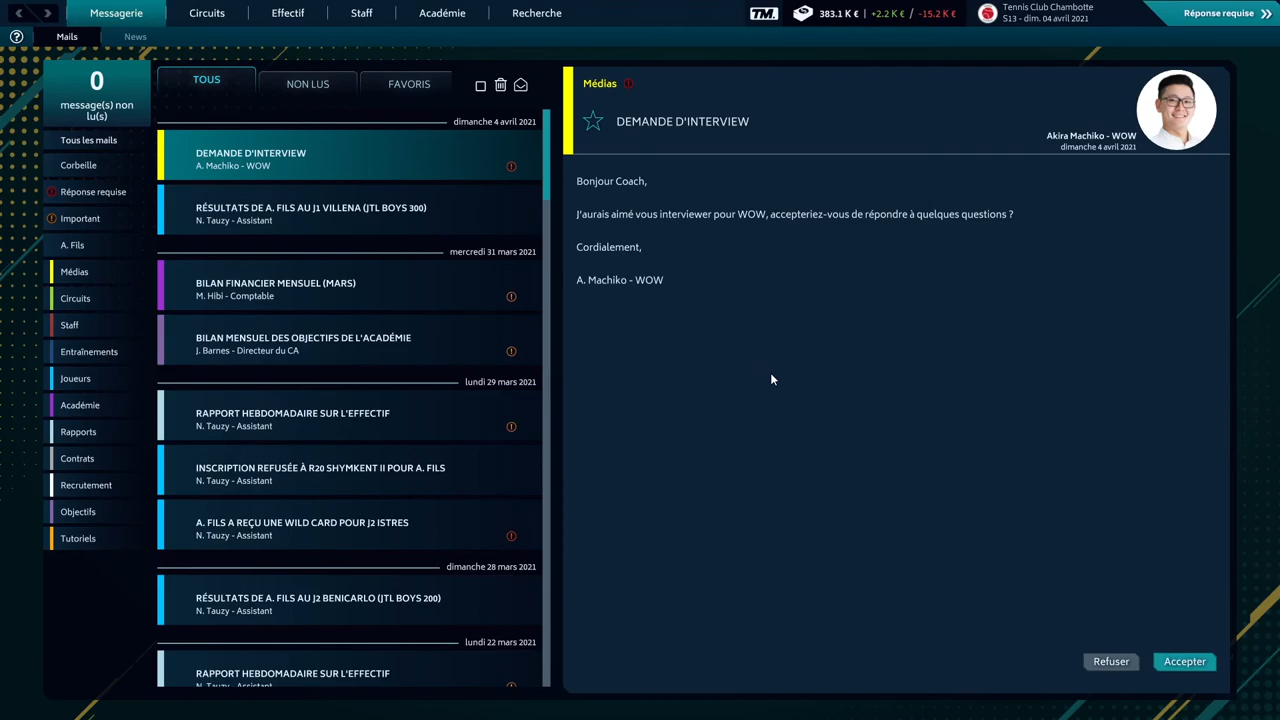 Messagerie
Circuits
Effectif
Staff
Académie
Recherche
TM.
383.1 K € / +2.2 K € / -15.2 K €
Tennis Club Chambotte
S13 - dim. 04 avril 2021
Réponse requise
Mails
News
0
message(s) non
lu(s)
Tous les mails
Corbeille
Réponse requise
Important
A. Fils
Médias
Circuits
Staff
Entraînements
Joueurs
Académie
Rapports
Contrats
Recrutement
Objectifs
Tutoriels
TOUS
NON LUS
FAVORIS
dimanche 4 avril 2021
DEMANDE D'INTERVIEW
A. Machiko - WOW
RÉSULTATS DE A. FILS AU J1 VILLENA (JTL BOYS 300)
N. Tauzy - Assistant
mercredi 31 mars 2021
BILAN FINANCIER MENSUEL (MARS)
M. Hibi - Comptable
BILAN MENSUEL DES OBJECTIFS DE L'ACADÉMIE
J. Barnes - Directeur du CA
lundi 29 mars 2021
RAPPORT HEBDOMADAIRE SUR L'EFFECTIF
N. Tauzy - Assistant
INSCRIPTION REFUSÉE À R20 SHYMKENT II POUR A. FILS
N. Tauzy - Assistant
A. FILS A REÇU UNE WILD CARD POUR J2 ISTRES
N. Tauzy - Assistant
dimanche 28 mars 2021
RÉSULTATS DE A. FILS AU J2 BENICARLO (JTL BOYS 200)
N. Tauzy - Assistant
lundi 22 mars 2021
RAPPORT HEBDOMADAIRE SUR L'EFFECTIF
N. Tauzy - Assistant
Médias
DEMANDE D'INTERVIEW
Akira Machiko - WOW
dimanche 4 avril 2021
Bonjour Coach,
J'aurais aimé vous interviewer pour WOW, accepteriez-vous de répondre à quelques questions ?
Cordialement,
A. Machiko - WOW
Refuser
Accepter